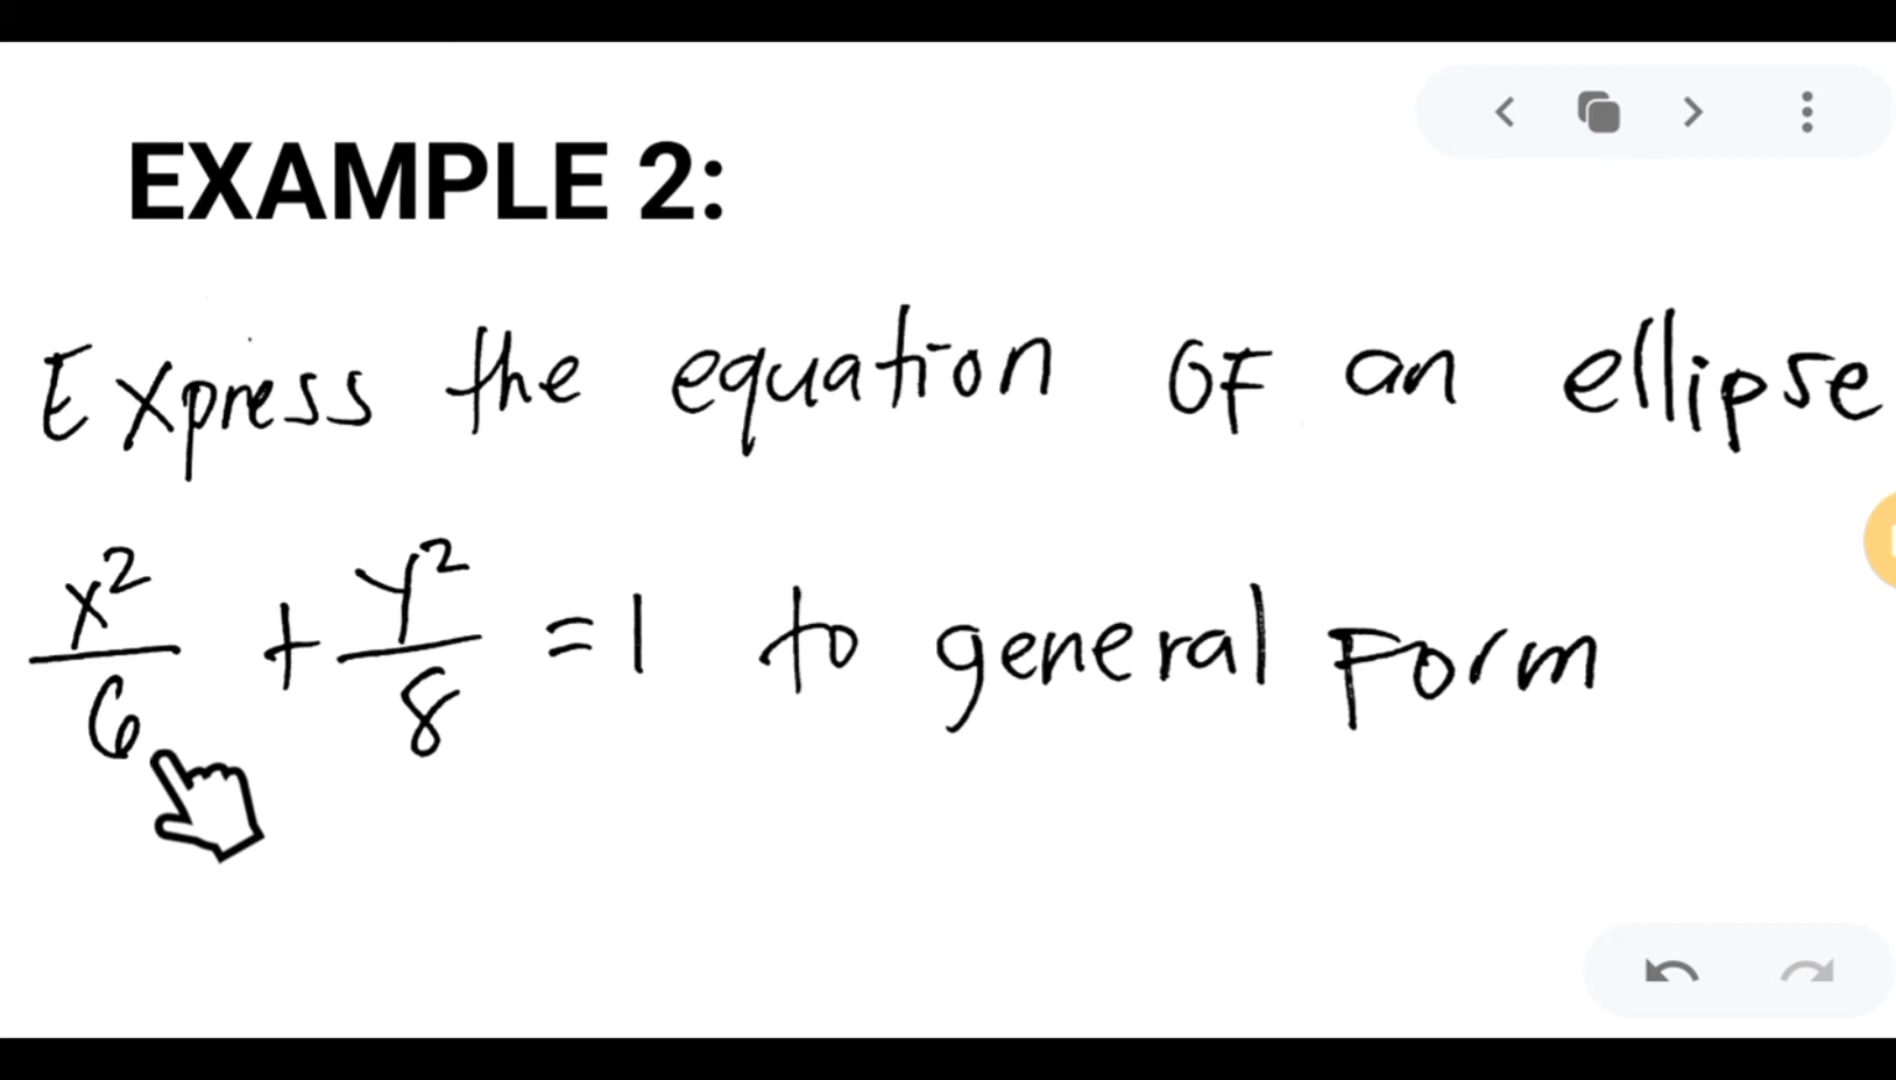 EXAMPLE 2:
Express the equation OF an ellipse
x²/6 + y²/8 = 1 to general Form